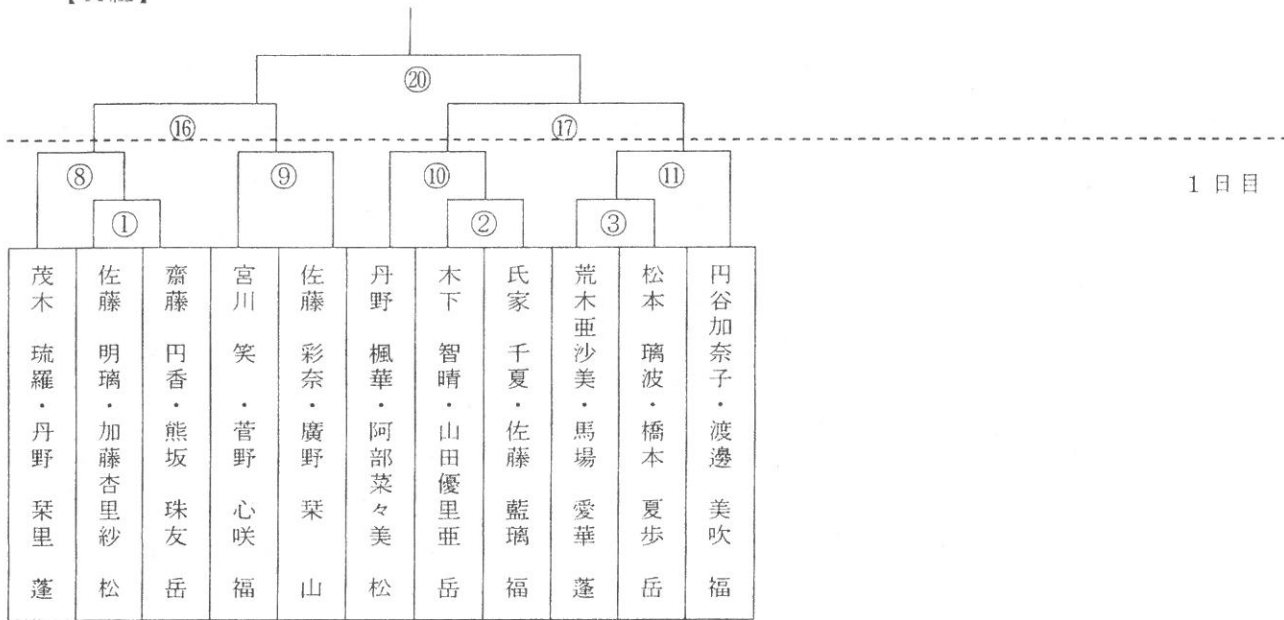 ⑳
⑯ ⑰
⑧ ⑨ ⑩ ⑪
1日目
① ② ③
茂木 琉羅・丹野 栞里 蓬
佐藤 明璃・加藤杏里紗 松
齋藤 円香・熊坂 珠友 岳
宮川 笑 ・菅野 心咲 福
佐藤 彩奈・廣野 栞 山
丹野 楓華・阿部菜々美 松
木下 智晴・山田優里亜 岳
氏家 千夏・佐藤 藍璃 福
荒木亜沙美・馬場 愛華 蓬
松本 璃波・橋本 夏歩 岳
円谷加奈子・渡邊 美吹 福